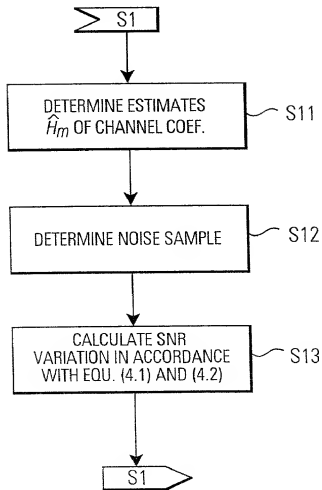 S1
DETERMINE ESTIMATES
Ĥm OF CHANNEL COEF.
S11
DETERMINE NOISE SAMPLE
S12
CALCULATE SNR
VARIATION IN ACCORDANCE
WITH EQU. (4.1) AND (4.2)
S13
S1